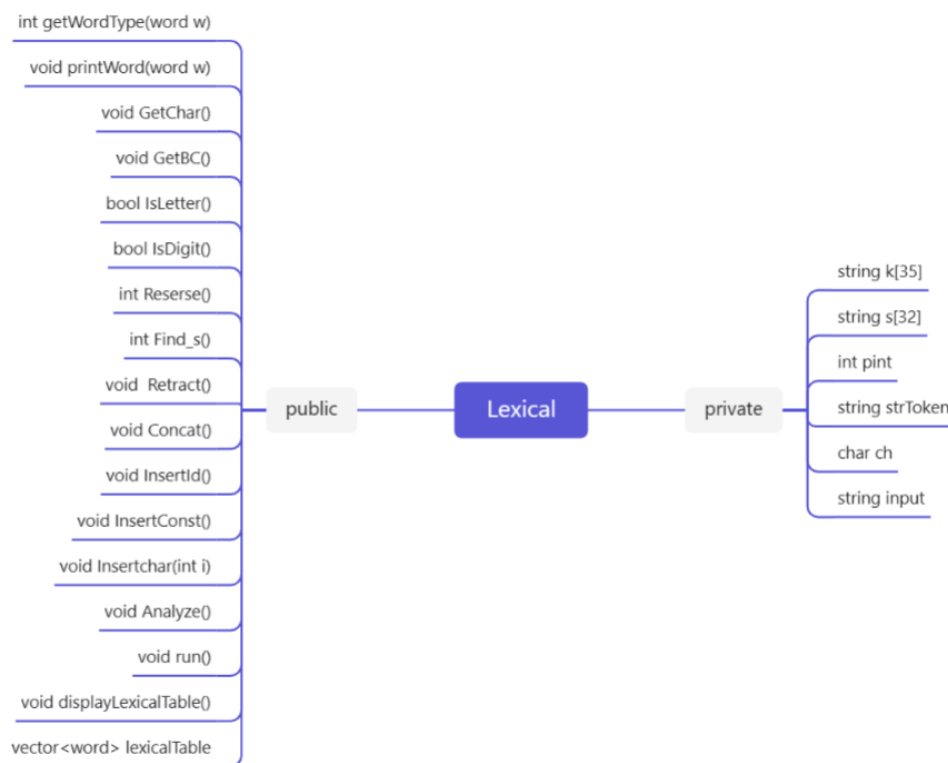 int getWordType(word w)
void printWord(word w)
void GetChar()
void GetBC()
bool IsLetter()
bool IsDigit()
int Reserse()
int Find_s()
void  Retract()
void Concat()
void InsertId()
void InsertConst()
void Insertchar(int i)
void Analyze()
void run()
void displayLexicalTable()
vector<word> lexicalTable
public
Lexical
private
string k[35]
string s[32]
int pint
string strToken
char ch
string input